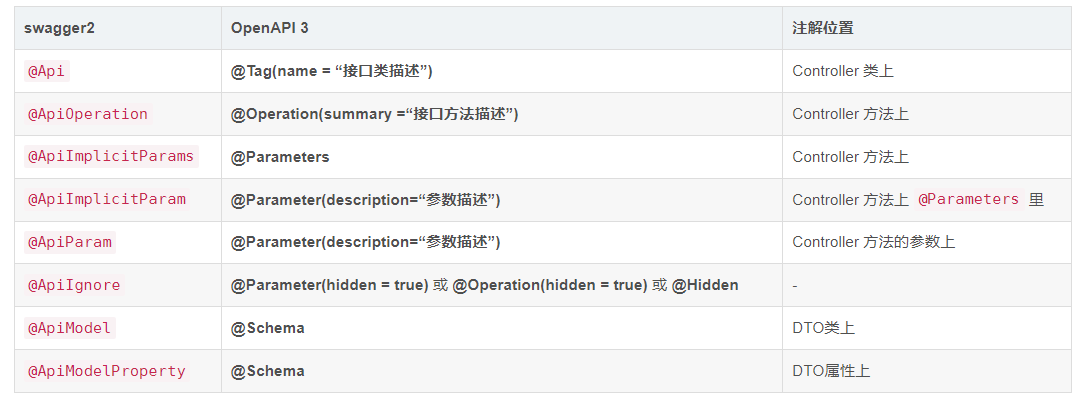 swagger2 OpenAPI 3 注解位置
@Api @Tag(name = “接口类描述”) Controller 类上
@ApiOperation @Operation(summary =“接口方法描述”) Controller 方法上
@ApiImplicitParams @Parameters Controller 方法上
@ApiImplicitParam @Parameter(description=“参数描述”) Controller 方法上 @Parameters 里
@ApiParam @Parameter(description=“参数描述”) Controller 方法的参数上
@ApiIgnore @Parameter(hidden = true) 或 @Operation(hidden = true) 或 @Hidden -
@ApiModel @Schema DTO类上
@ApiModelProperty @Schema DTO属性上